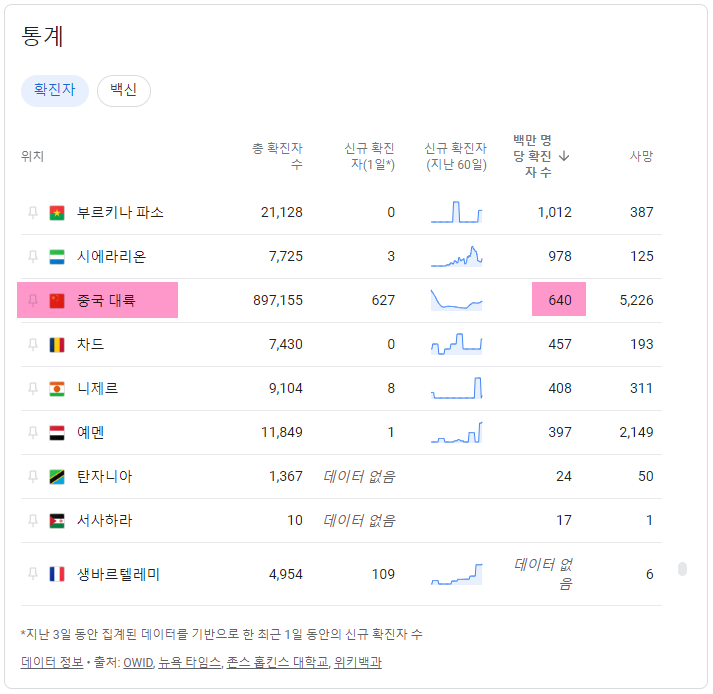 통계
확진자 백신
위치 총 확진자 수 신규 확진자(1일*) 신규 확진자 (지난 60일) 백만 명당 확진자 수 ↓ 사망
부르키나 파소 21,128 0 1,012 387
시에라리온 7,725 3 978 125
중국 대륙 897,155 627 640 5,226
차드 7,430 0 457 193
니제르 9,104 8 408 311
예멘 11,849 1 397 2,149
탄자니아 1,367 데이터 없음 24 50
서사하라 10 데이터 없음 17 1
생바르텔레미 4,954 109 데이터 없음 6
*지난 3일 동안 집계된 데이터를 기반으로 한 최근 1일 동안의 신규 확진자 수
데이터 정보 • 출처: OWID, 뉴욕 타임스, 존스 홉킨스 대학교, 위키백과